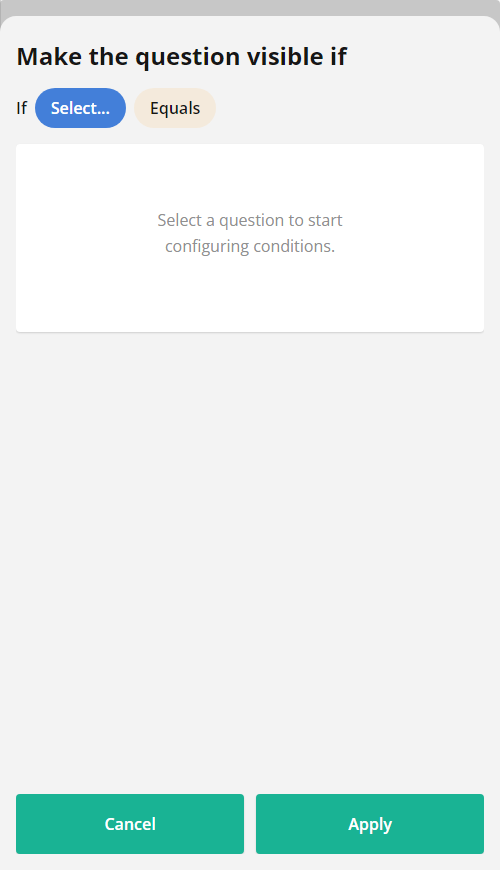 Make the question visible if
If Select... Equals
Select a question to start
configuring conditions.
Cancel Apply